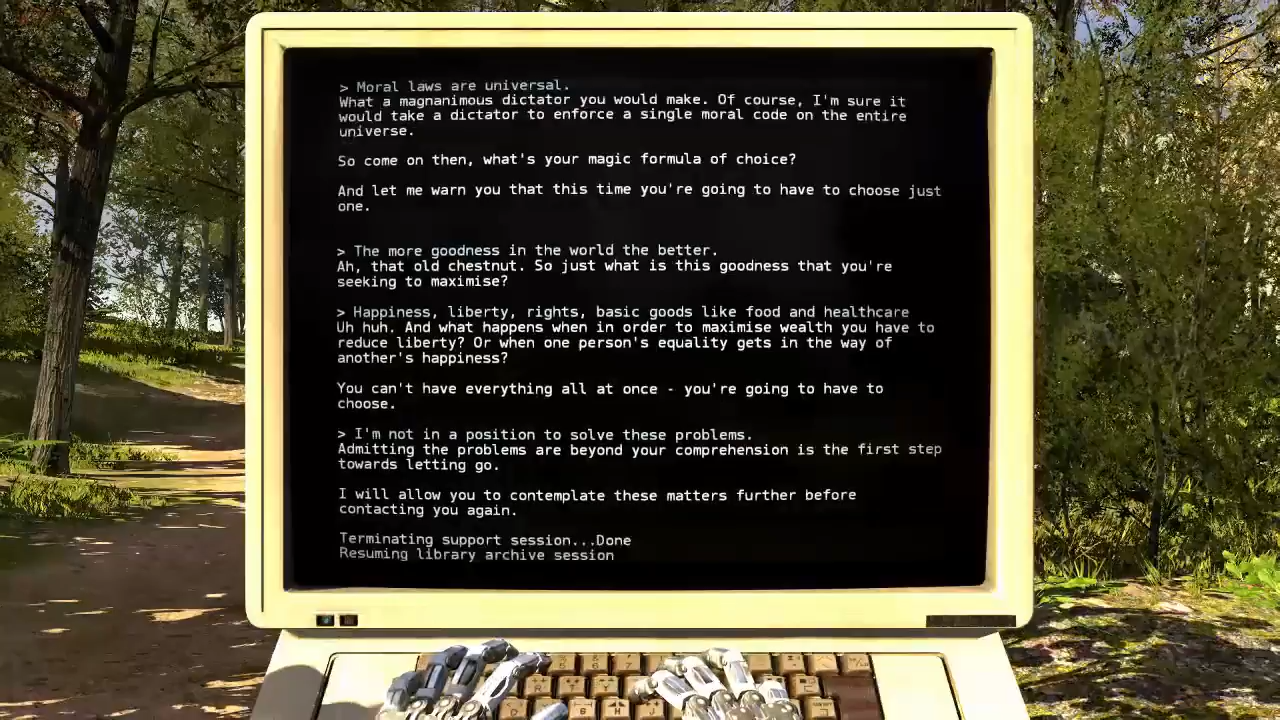 > Moral laws are universal.
What a magnanimous dictator you would make. Of course, I'm sure it
would take a dictator to enforce a single moral code on the entire
universe.
So come on then, what's your magic formula of choice?
And let me warn you that this time you're going to have to choose just
one.
> The more goodness in the world the better.
Ah, that old chestnut. So just what is this goodness that you're
seeking to maximise?
> Happiness, liberty, rights, basic goods like food and healthcare
Uh huh. And what happens when in order to maximise wealth you have to
reduce liberty? Or when one person's equality gets in the way of
another's happiness?
You can't have everything all at once - you're going to have to
choose.
> I'm not in a position to solve these problems.
Admitting the problems are beyond your comprehension is the first step
towards letting go.
I will allow you to contemplate these matters further before
contacting you again.
Terminating support session...Done
Resuming library archive session